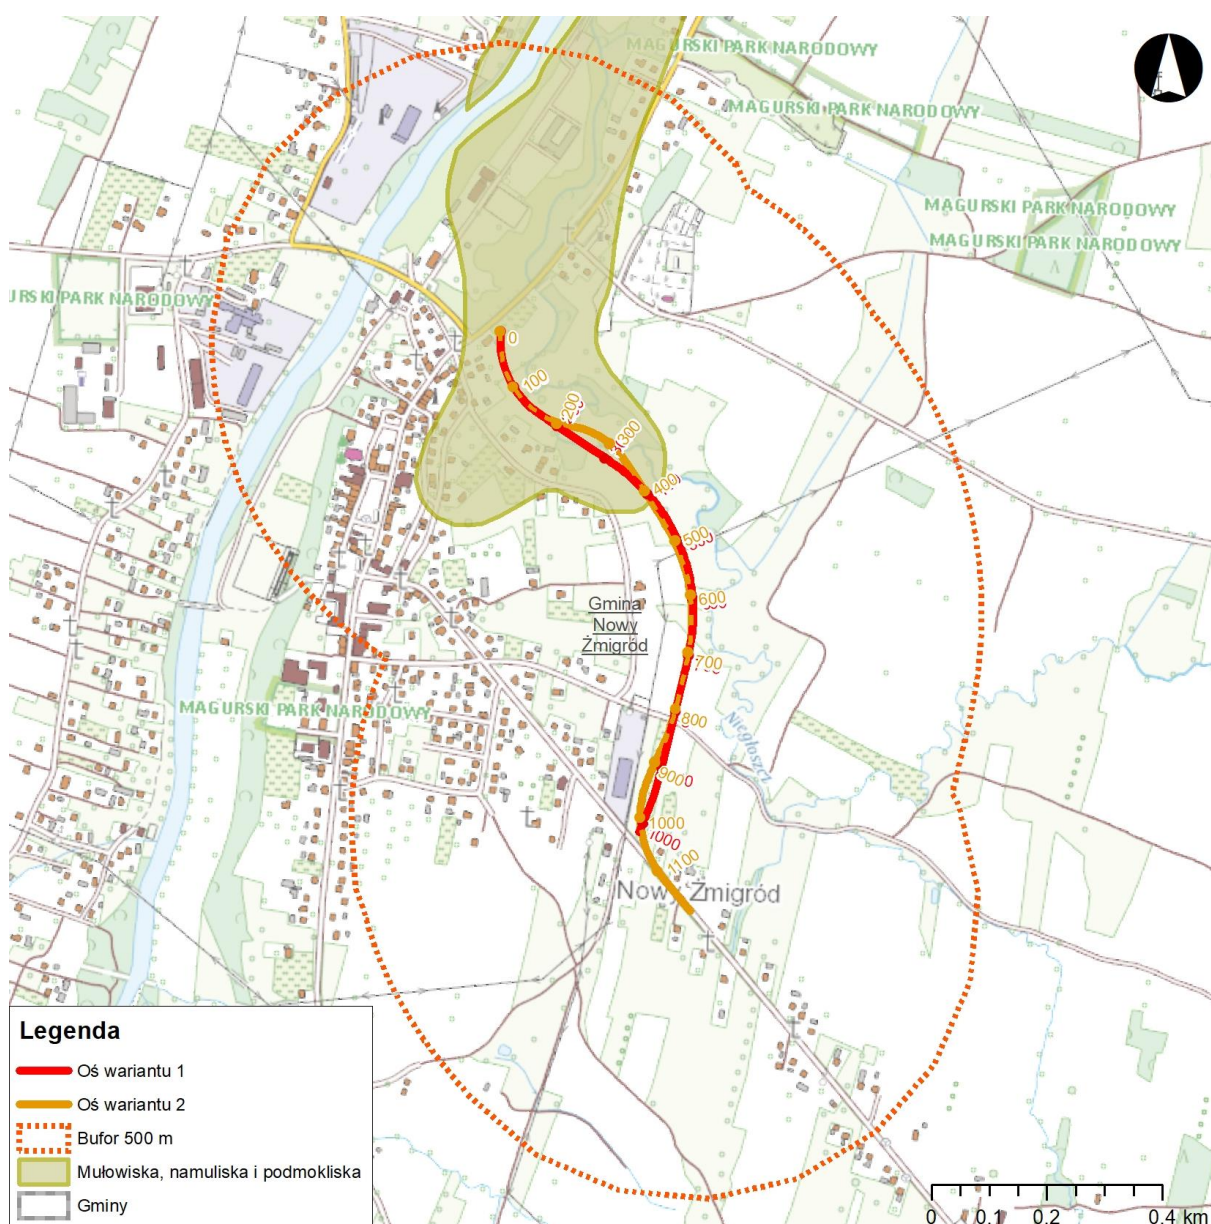 MAGURSKI PARK NARODOWY
MAGURSKI PARK NARODOWY
MAGURSKI PARK NARODOWY
MAGURSKI PARK NARODOWY
URSKI PARK NARODOWY
0
100
200
300
400
500
600
Gmina
Nowy
Żmigród
700
MAGURSKI PARK NARODOWY
800
Niegłoszcz
900
1000
1000
1100
Nowy Żmigród
Legenda
Oś wariantu 1
Oś wariantu 2
Bufor 500 m
Mułowiska, namuliska i podmokliska
Gminy
0 0.1 0.2 0.4 km